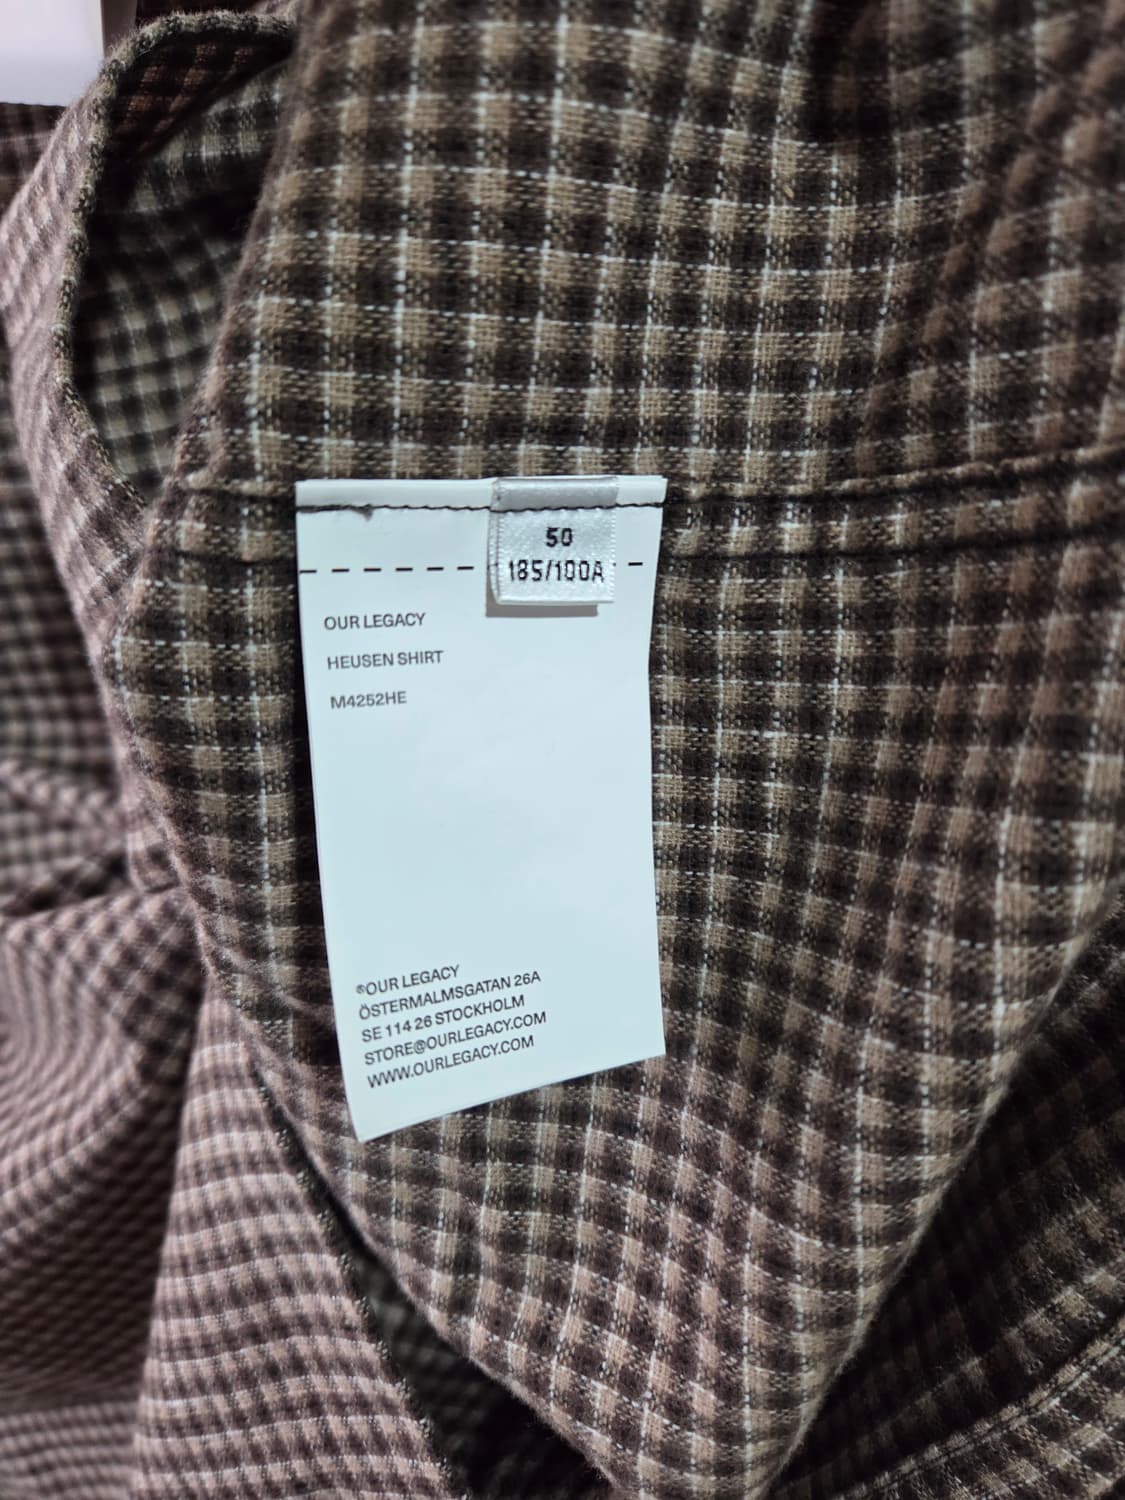 50
185/100A
OUR LEGACY
HEUSEN SHIRT
M4252HE
®OUR LEGACY
ÖSTERMALMSGATAN 26A
SE 114 26 STOCKHOLM
STORE@OURLEGACY.COM
WWW.OURLEGACY.COM